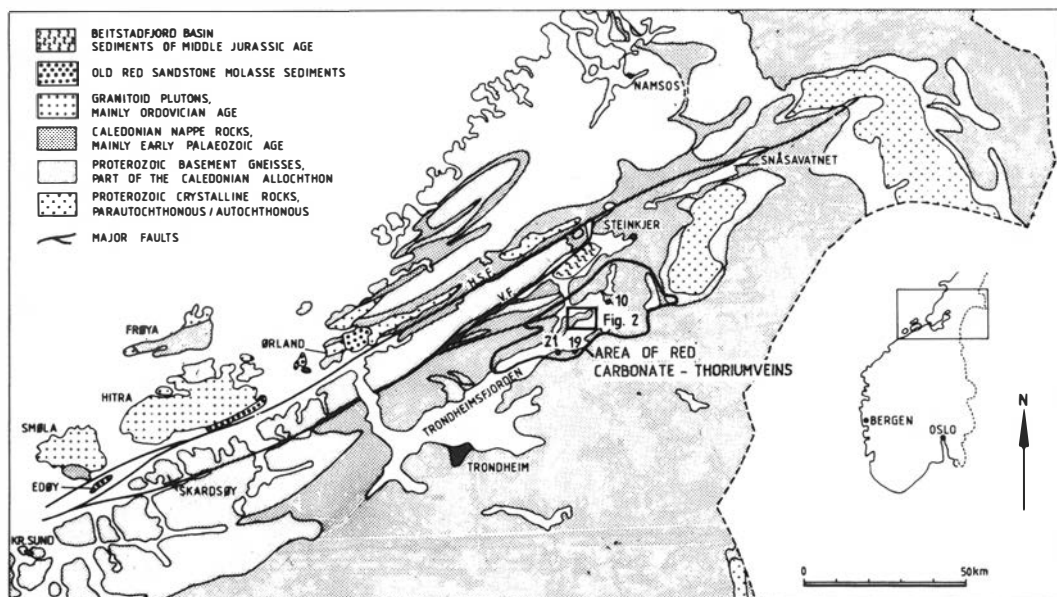 BEITSTADFJORD BASIN
SEDIMENTS OF MIDDLE JURASSIC AGE
OLD RED SANDSTONE MOLASSE SEDIMENTS
GRANITOID PLUTONS,
MAINLY ORDOVICIAN AGE
CALEDONIAN NAPPE ROCKS,
MAINLY EARLY PALAEOZOIC AGE
PROTEROZOIC BASEMENT GNEISSES,
PART OF THE CALEDONIAN ALLOCHTHON
PROTEROZOIC CRYSTALLINE ROCKS,
PARAUTOCHTHONOUS / AUTOCHTHONOUS
MAJOR FAULTS
NAMSOS
SNÅSAVATNET
STEINKJER
H.S.F.
V.F.
10
Fig. 2
21 19
AREA OF RED
CARBONATE - THORIUMVEINS
FRØYA
ØRLAND
HITRA
TRONDHEIMSFJORDEN
SMØLA
TRONDHEIM
EDØY
SKARDSØY
KR.SUND
BERGEN
OSLO
N
0 50km